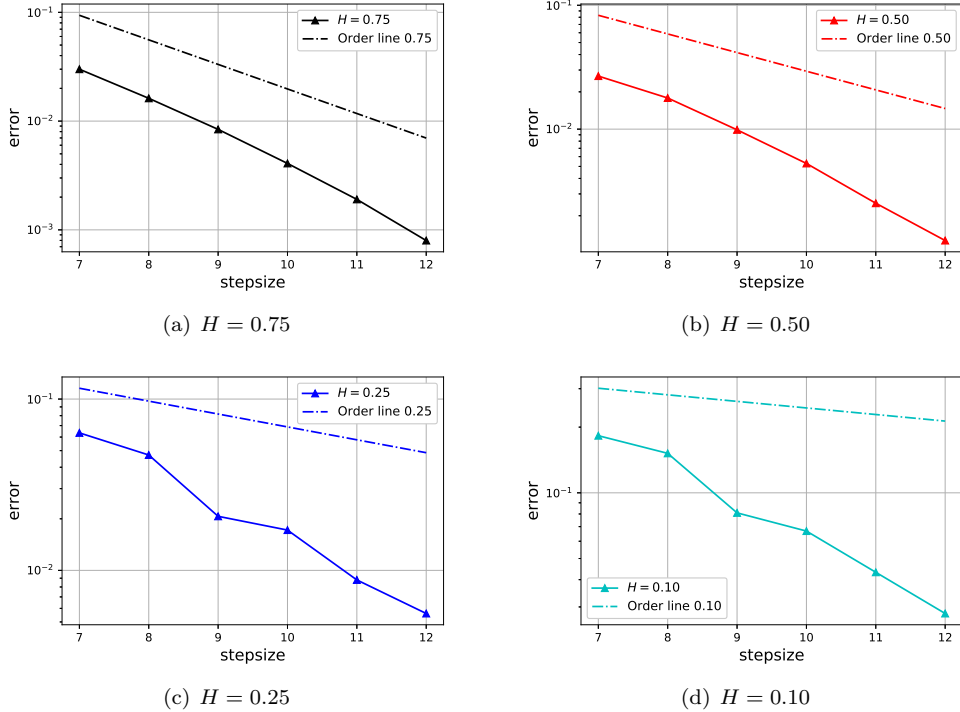 H = 0.75
Order line 0.75
10⁻¹
10⁻²
10⁻³
error
7 8 9 10 11 12
stepsize
(a) H = 0.75
H = 0.50
Order line 0.50
10⁻¹
10⁻²
error
7 8 9 10 11 12
stepsize
(b) H = 0.50
H = 0.25
Order line 0.25
10⁻¹
10⁻²
error
7 8 9 10 11 12
stepsize
(c) H = 0.25
10⁻¹
error
H = 0.10
Order line 0.10
7 8 9 10 11 12
stepsize
(d) H = 0.10